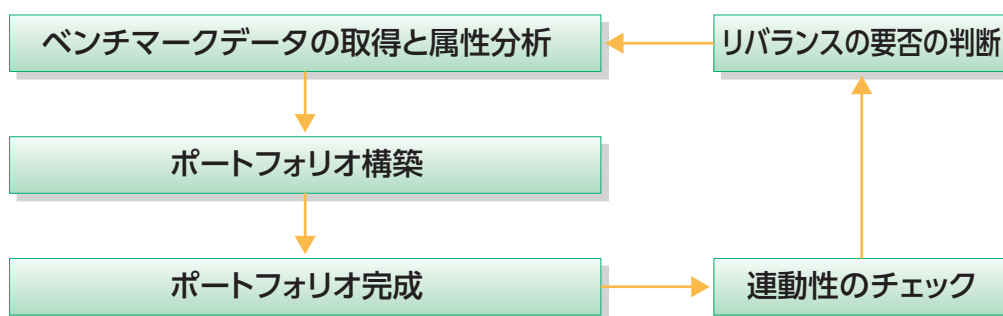 ベンチマークデータの取得と属性分析
リバランスの要否の判断
ポートフォリオ構築
ポートフォリオ完成
連動性のチェック